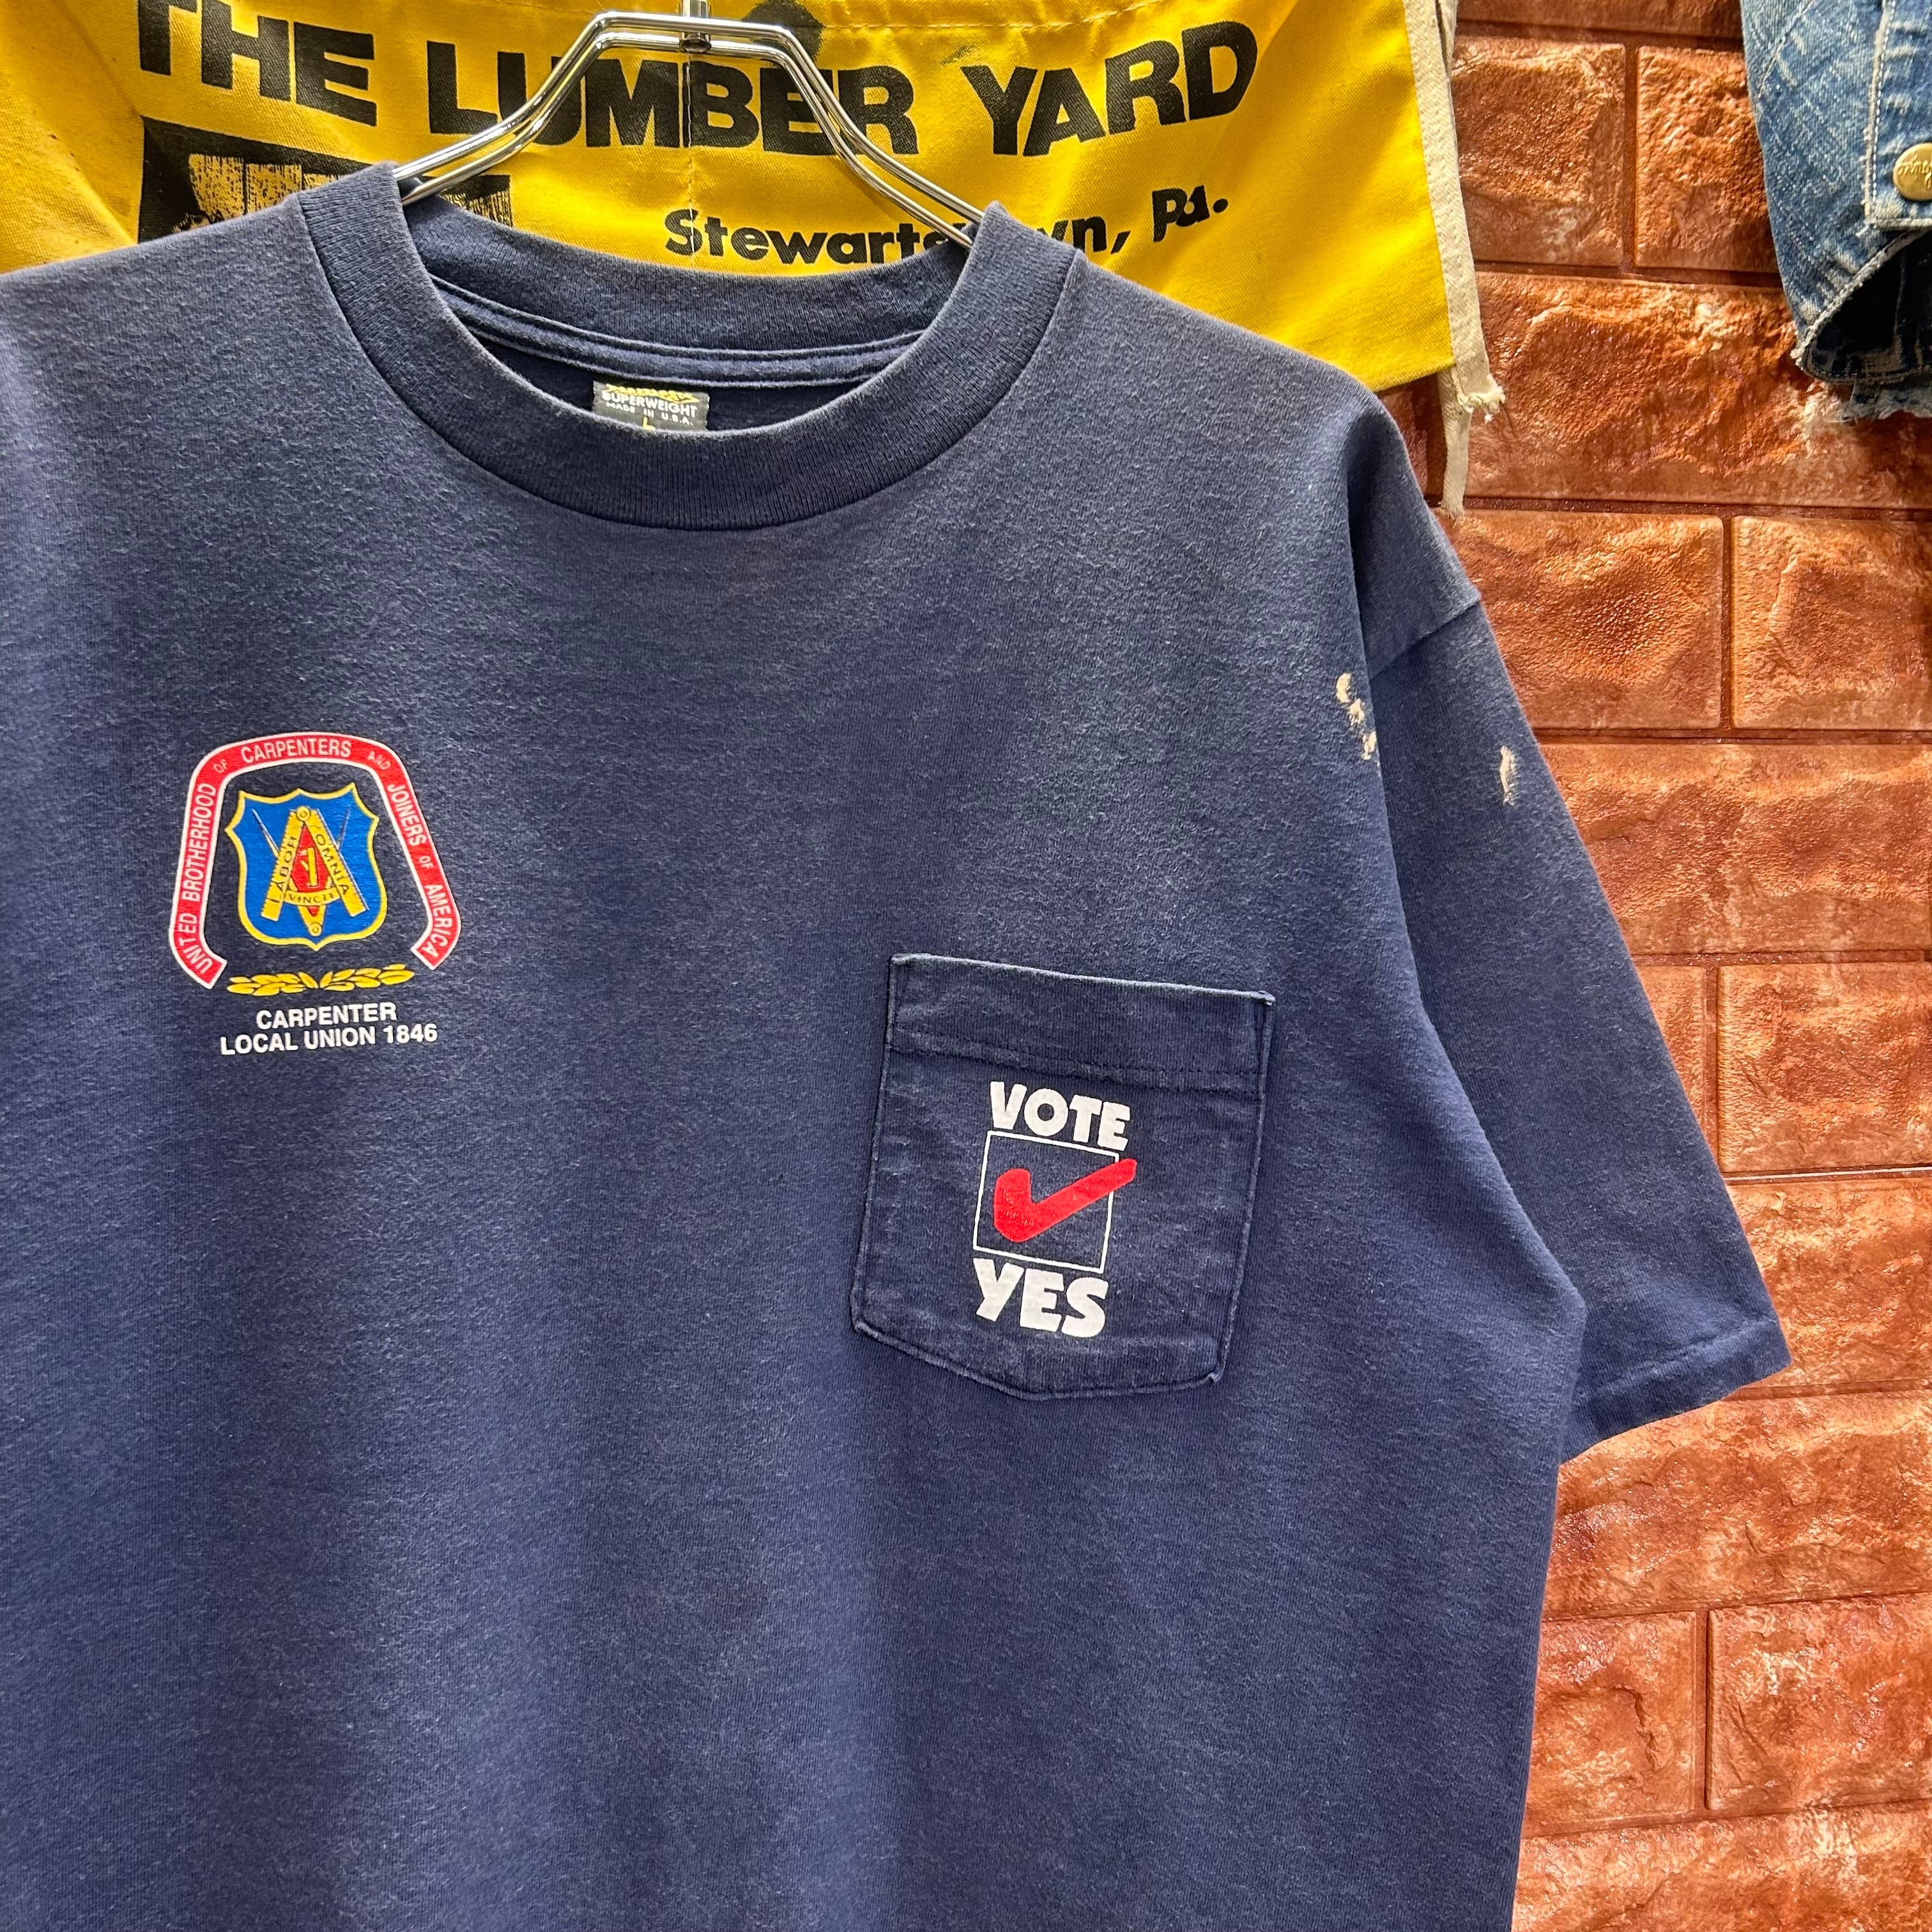 THE LUMBER YARD
Pa.
SUPERWEIGHT
MADE IN U.S.A.
L
UNITED BROTHERHOOD OF CARPENTERS AND JOINERS OF AMERICA
LABOR OMNIA
VINCIT
CARPENTER
LOCAL UNION 1846
VOTE
YES